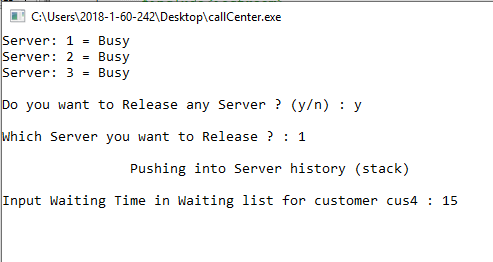 C:\Users\2018-1-60-242\Desktop\callCenter.exe
Server: 1 = Busy
Server: 2 = Busy
Server: 3 = Busy
Do you want to Release any Server ? (y/n) : y
Which Server you want to Release ? : 1
Pushing into Server history (stack)
Input Waiting Time in Waiting list for customer cus4 : 15